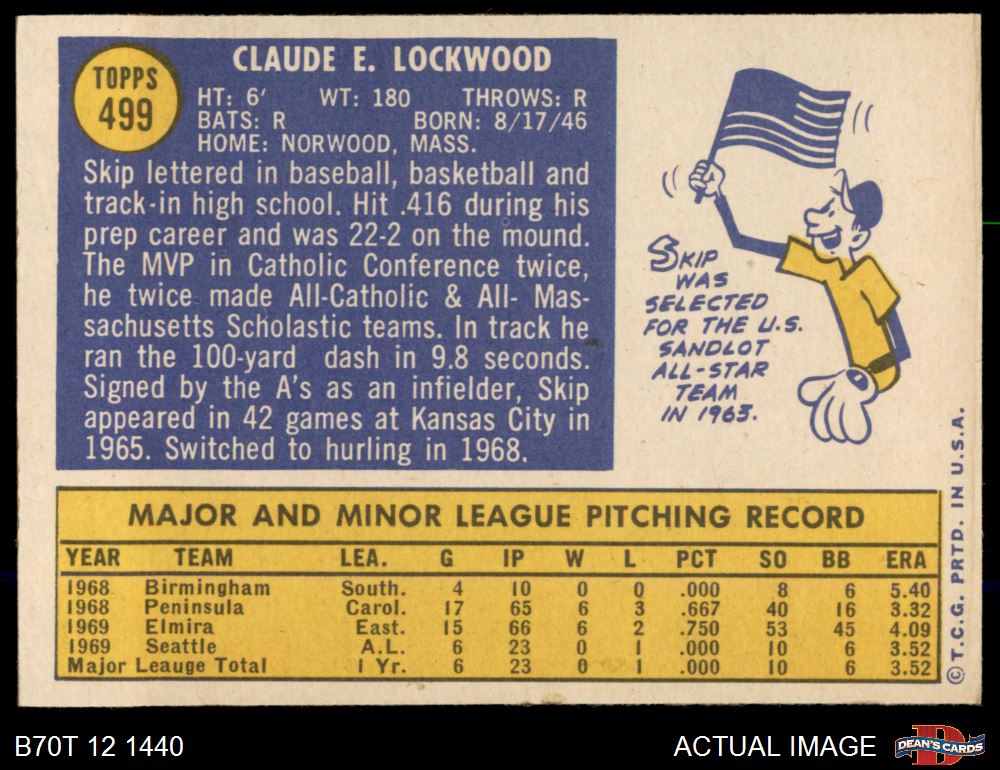 TOPPS
499
CLAUDE E. LOCKWOOD
HT: 6' WT: 180 THROWS: R
BATS: R BORN: 8/17/46
HOME: NORWOOD, MASS.
Skip lettered in baseball, basketball and
track-in high school. Hit .416 during his
prep career and was 22-2 on the mound.
The MVP in Catholic Conference twice,
he twice made All-Catholic & All- Mas-
sachusetts Scholastic teams. In track he
ran the 100-yard dash in 9.8 seconds.
Signed by the A's as an infielder, Skip
appeared in 42 games at Kansas City in
1965. Switched to hurling in 1968.
SKIP
WAS
SELECTED
FOR THE U.S.
SANDLOT
ALL-STAR
TEAM
IN 1963.
MAJOR AND MINOR LEAGUE PITCHING RECORD
YEAR TEAM LEA. G IP W L PCT SO BB ERA
1968 Birmingham South. 4 10 0 0 .000 8 6 5.40
1968 Peninsula Carol. 17 65 6 3 .667 40 16 3.32
1969 Elmira East. 15 66 6 2 .750 53 45 4.09
1969 Seattle A.L. 6 23 0 1 .000 10 6 3.52
Major Leauge Total 1 Yr. 6 23 0 1 .000 10 6 3.52
© T.C.G. PRTD. IN U.S.A.
B70T 12 1440
ACTUAL IMAGE
D
DEAN'S CARDS